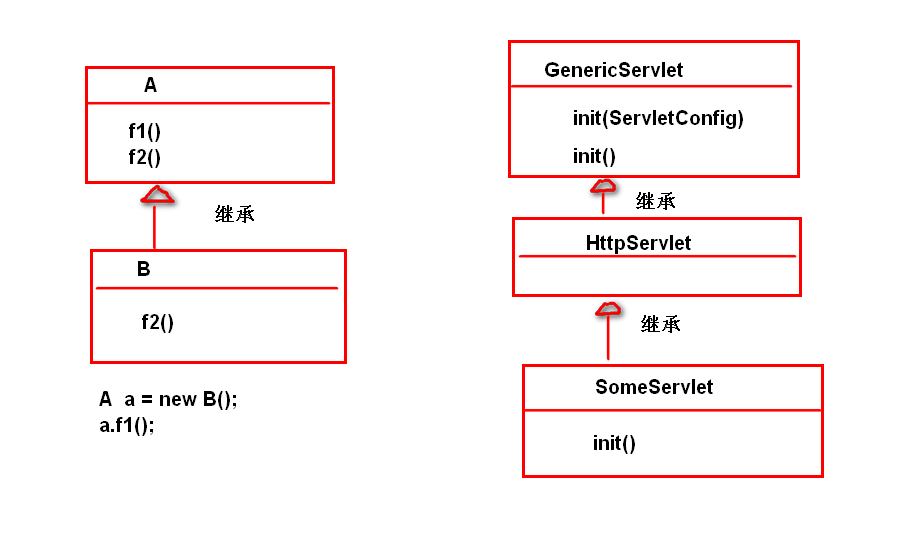 A
f1()
f2()
继承
B
f2()
A a = new B();
a.f1();
GenericServlet
init(ServletConfig)
init()
继承
HttpServlet
继承
SomeServlet
init()